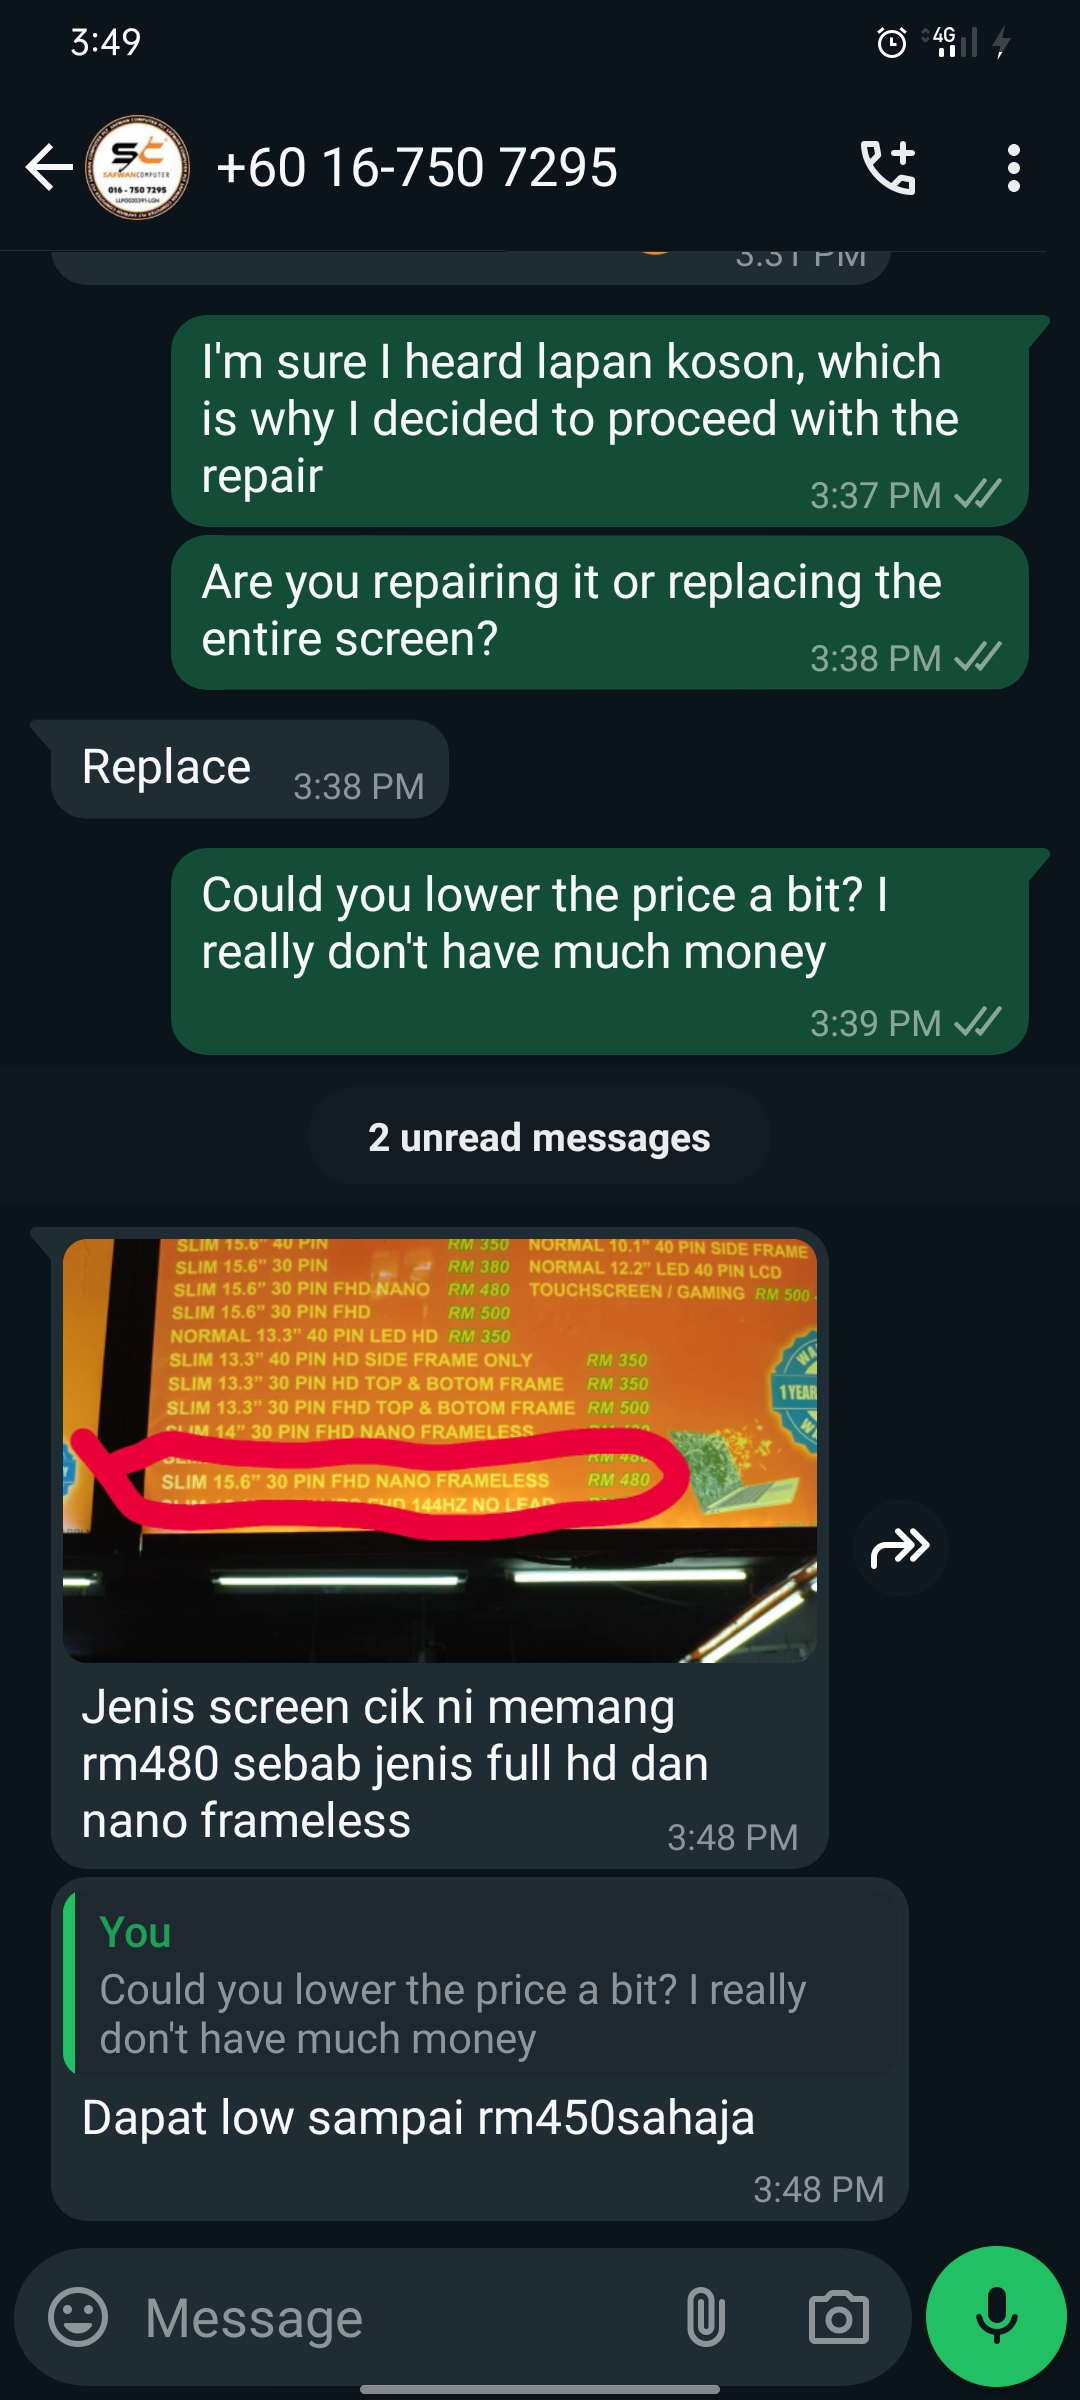 3:49
4G
SC
SAFWANCOMPUTER
016 - 750 7295
+60 16-750 7295
3:31 PM
I'm sure I heard lapan koson, which
is why I decided to proceed with the
repair
3:37 PM
Are you repairing it or replacing the
entire screen?
3:38 PM
Replace
3:38 PM
Could you lower the price a bit? I
really don't have much money
3:39 PM
2 unread messages
SLIM 15.6" 40 PIN RM 350
SLIM 15.6" 30 PIN RM 380
SLIM 15.6" 30 PIN FHD NANO RM 480
SLIM 15.6" 30 PIN FHD RM 500
NORMAL 13.3" 40 PIN LED HD RM 350
SLIM 13.3" 40 PIN HD SIDE FRAME ONLY RM 350
SLIM 13.3" 30 PIN HD TOP & BOTOM FRAME RM 350
SLIM 13.3" 30 PIN FHD TOP & BOTOM FRAME RM 500
SLIM 14" 30 PIN FHD NANO FRAMELESS
RM 480
SLIM 15.6" 30 PIN FHD NANO FRAMELESS RM 480
FHD 144HZ NO LEAD
NORMAL 10.1" 40 PIN SIDE FRAME
NORMAL 12.2" LED 40 PIN LCD
TOUCHSCREEN / GAMING RM 500
1 YEAR
Jenis screen cik ni memang
rm480 sebab jenis full hd dan
nano frameless
3:48 PM
You
Could you lower the price a bit? I really
don't have much money
Dapat low sampai rm450sahaja
3:48 PM
Message